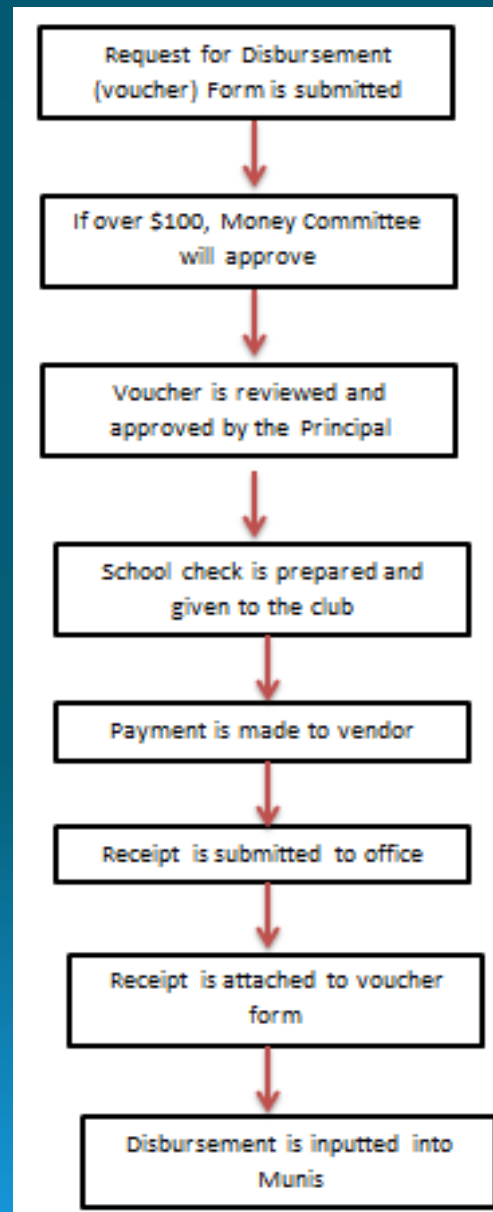 Request for Disbursement
(voucher) Form is submitted
If over $100, Money Committee
will approve
Voucher is reviewed and
approved by the Principal
School check is prepared and
given to the club
Payment is made to vendor
Receipt is submitted to office
Receipt is attached to voucher
form
Disbursement is inputted into
Munis